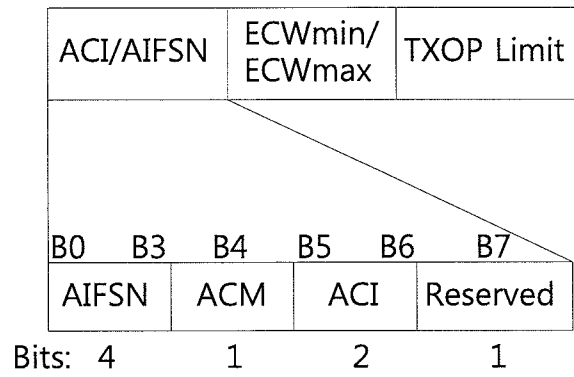 ACI/AIFSN ECWmin/ ECWmax TXOP Limit
B0 B3 B4 B5 B6 B7
AIFSN ACM ACI Reserved
Bits: 4 1 2 1